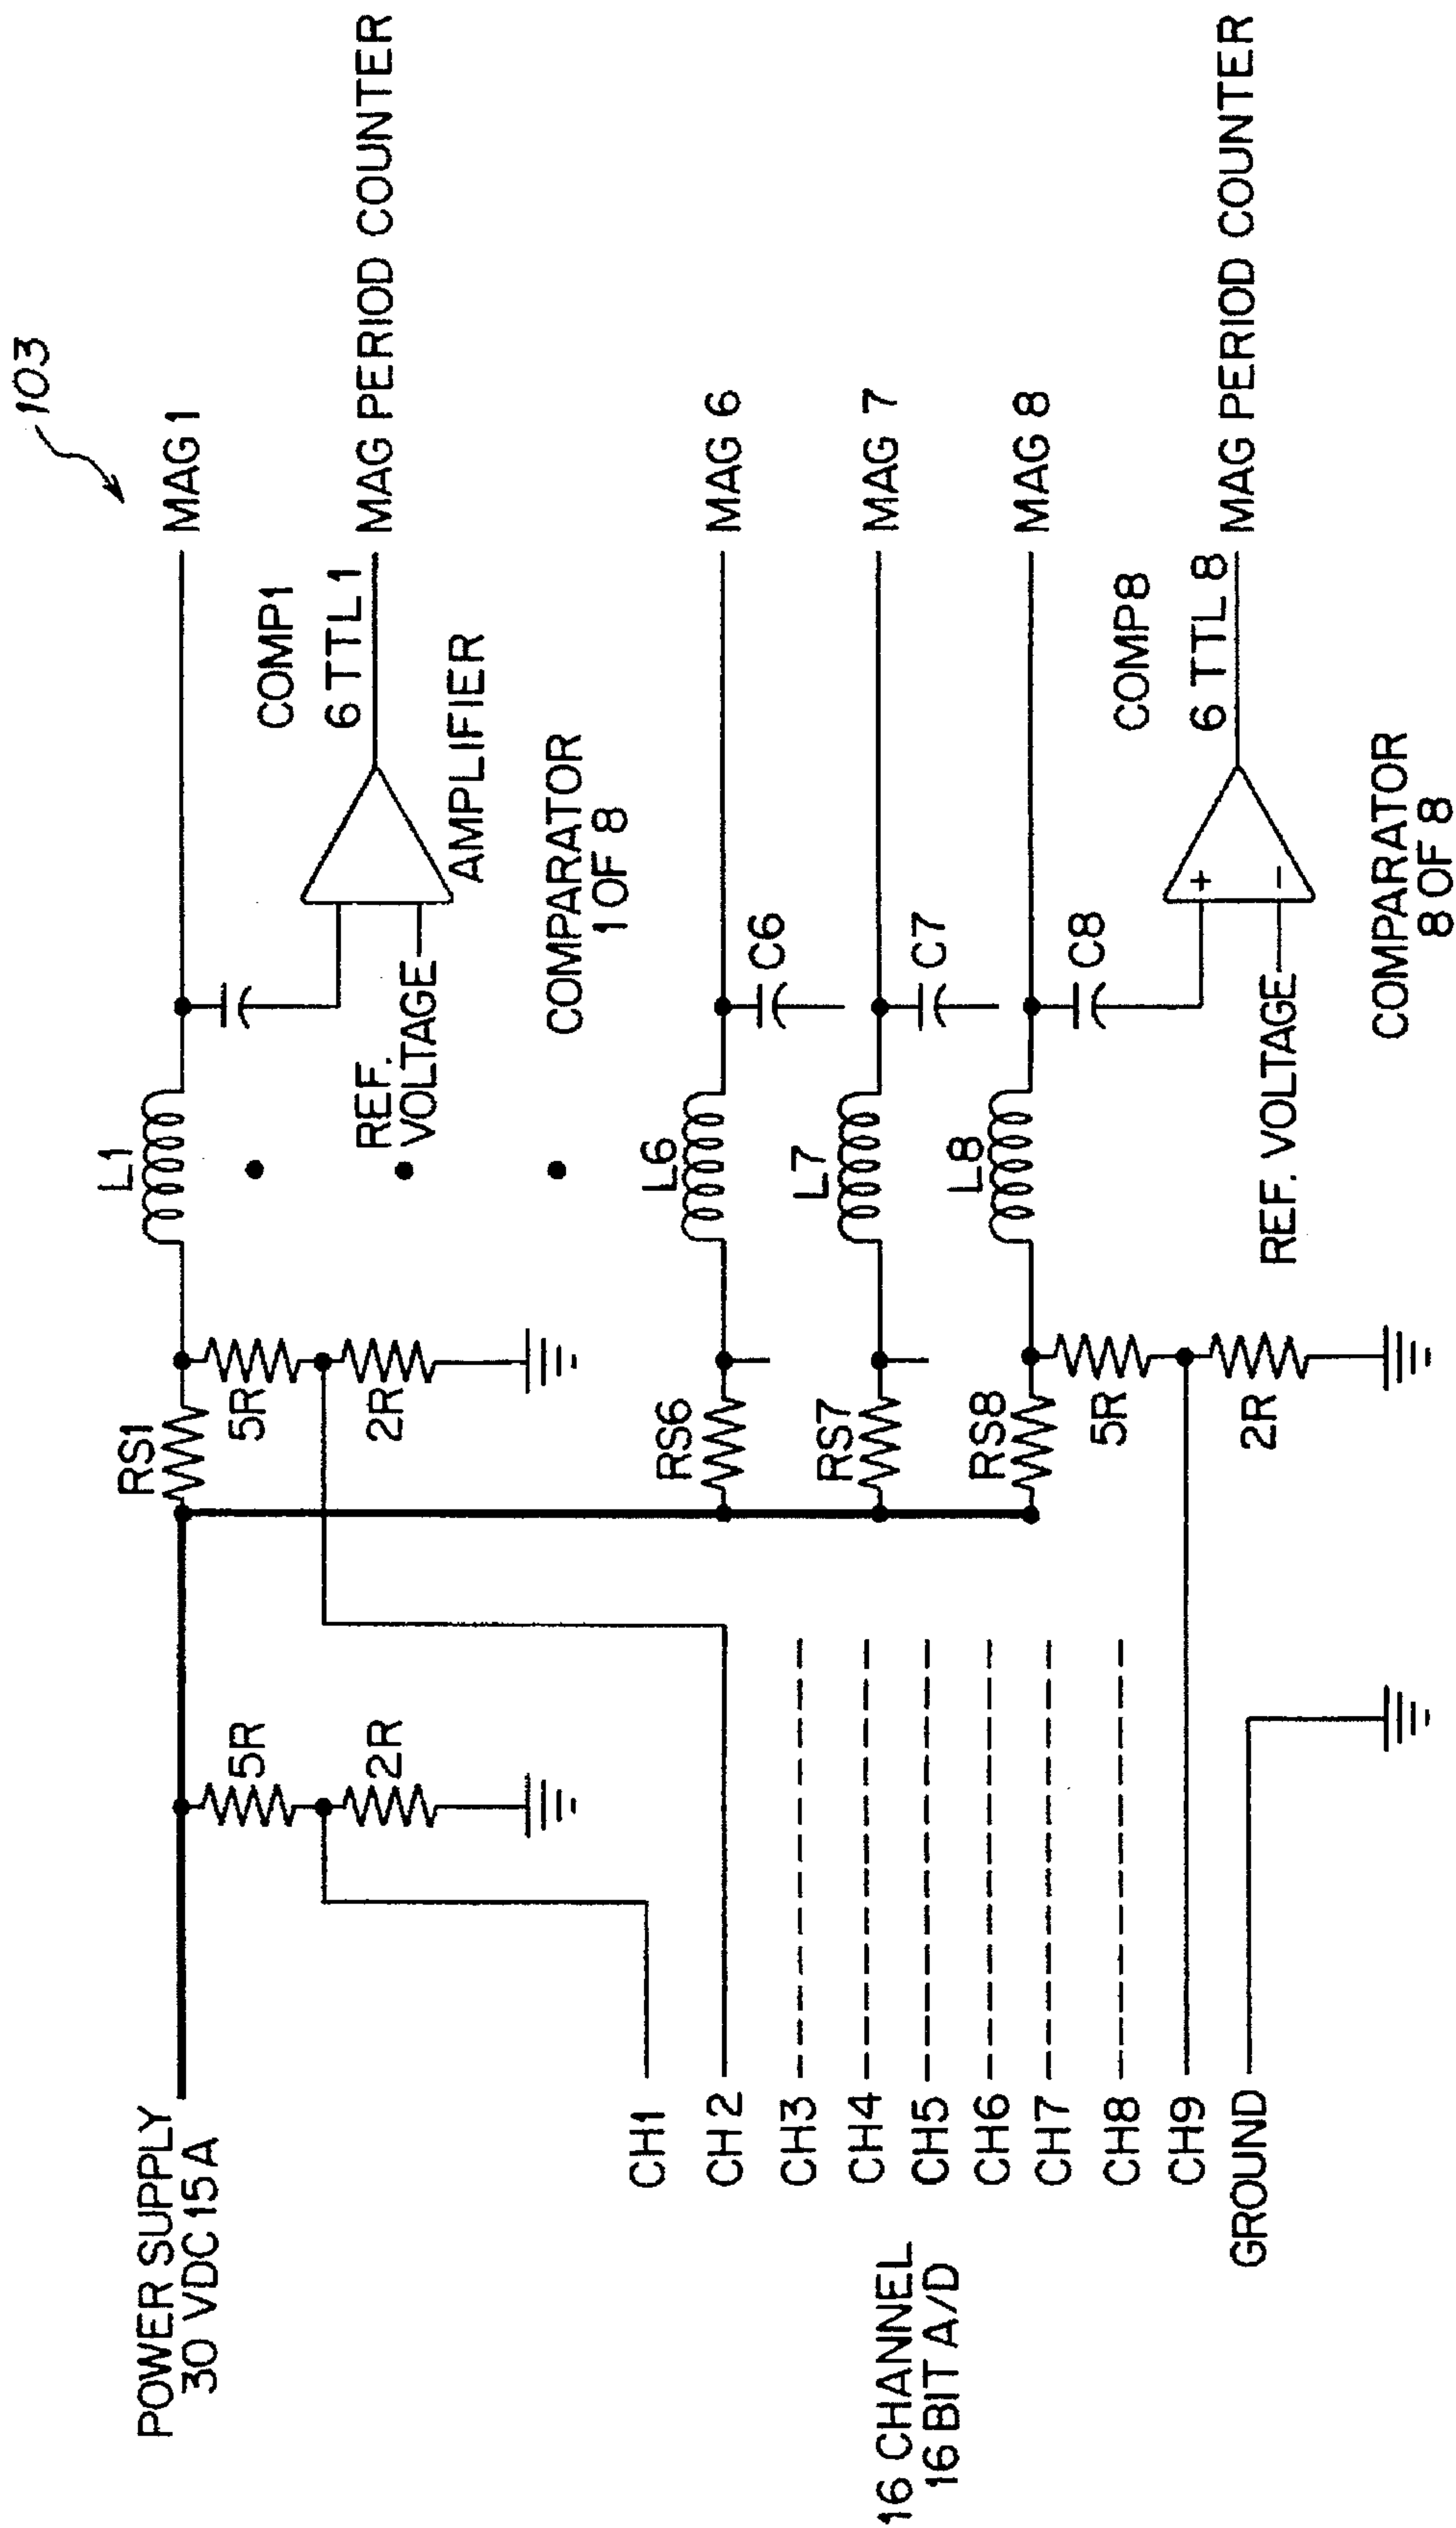 103
POWER SUPPLY
30 VDC 15 A
5R
2R
RS1
5R
2R
L1
MAG 1
REF.
VOLTAGE
COMP1
6 TTL 1
MAG PERIOD COUNTER
AMPLIFIER
COMPARATOR
1 OF 8
16 CHANNEL
16 BIT A/D
CH1
CH2
CH3
CH4
CH5
CH6
CH7
CH8
CH9
GROUND
RS6
L6
C6
MAG 6
RS7
L7
C7
MAG 7
RS8
L8
C8
MAG 8
5R
2R
REF. VOLTAGE
+
−
COMP8
6 TTL 8
MAG PERIOD COUNTER
COMPARATOR
8 OF 8